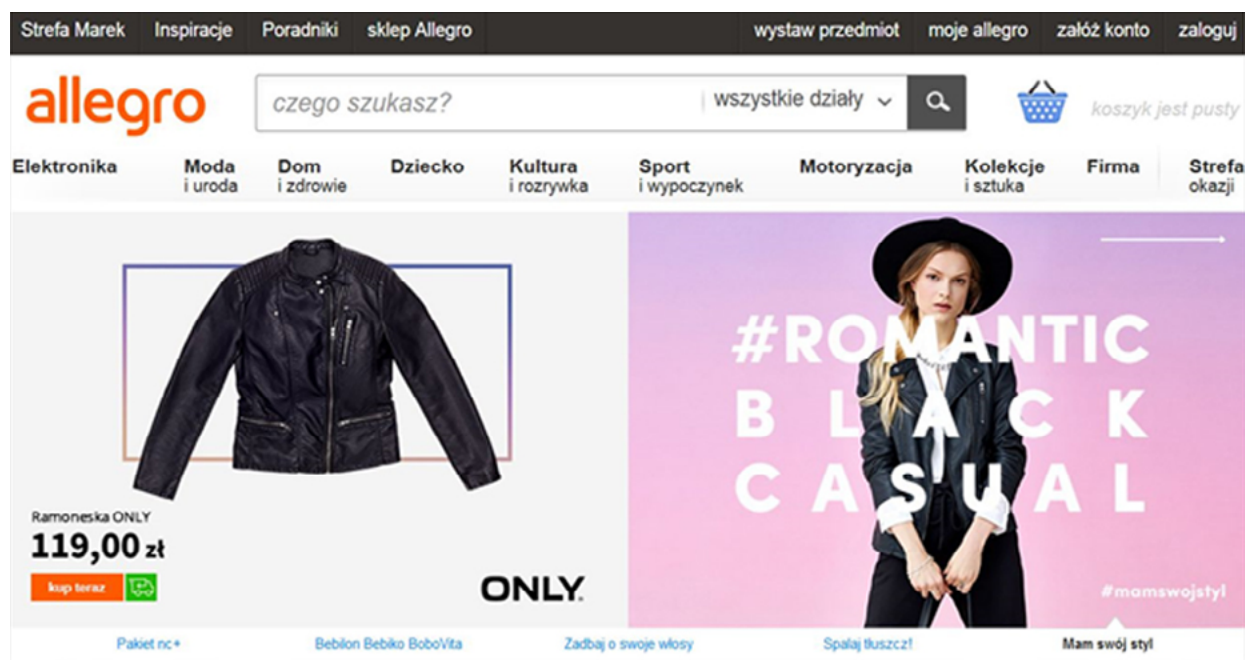 Strefa Marek Inspiracje Poradniki sklep Allegro wystaw przedmiot moje allegro załóż konto zaloguj
allegro czego szukasz? wszystkie działy koszyk jest pusty
Elektronika Moda Dom Dziecko Kultura Sport Motoryzacja Kolekcje Firma Strefa
i uroda i zdrowie i rozrywka i wypoczynek i sztuka okazji
#ROMANTIC
BLACK
CASUAL
Ramoneska ONLY
119,00 zł
kup teraz
ONLY.
#mamswojstyl
Pakiet nc+ Bebilon Bebiko BoboVita Zadbaj o swoje włosy Spalaj tłuszcz! Mam swój styl